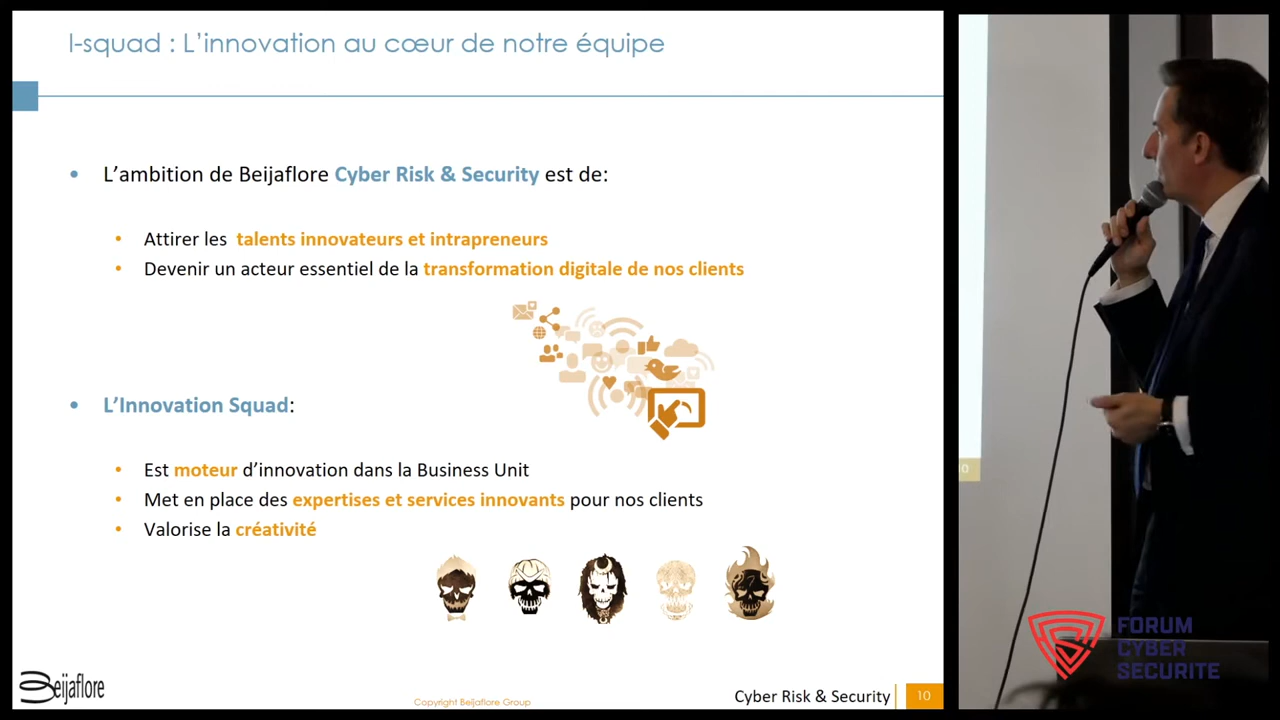 I-squad : L’innovation au cœur de notre équipe
• L’ambition de Beijaflore Cyber Risk & Security est de:
• Attirer les talents innovateurs et intrapreneurs
• Devenir un acteur essentiel de la transformation digitale de nos clients
• L’Innovation Squad:
• Est moteur d’innovation dans la Business Unit
• Met en place des expertises et services innovants pour nos clients
• Valorise la créativité
Beijaflore
Copyright Beijaflore Group
Cyber Risk & Security
10
10
FORUM
CYBER
SECURITE